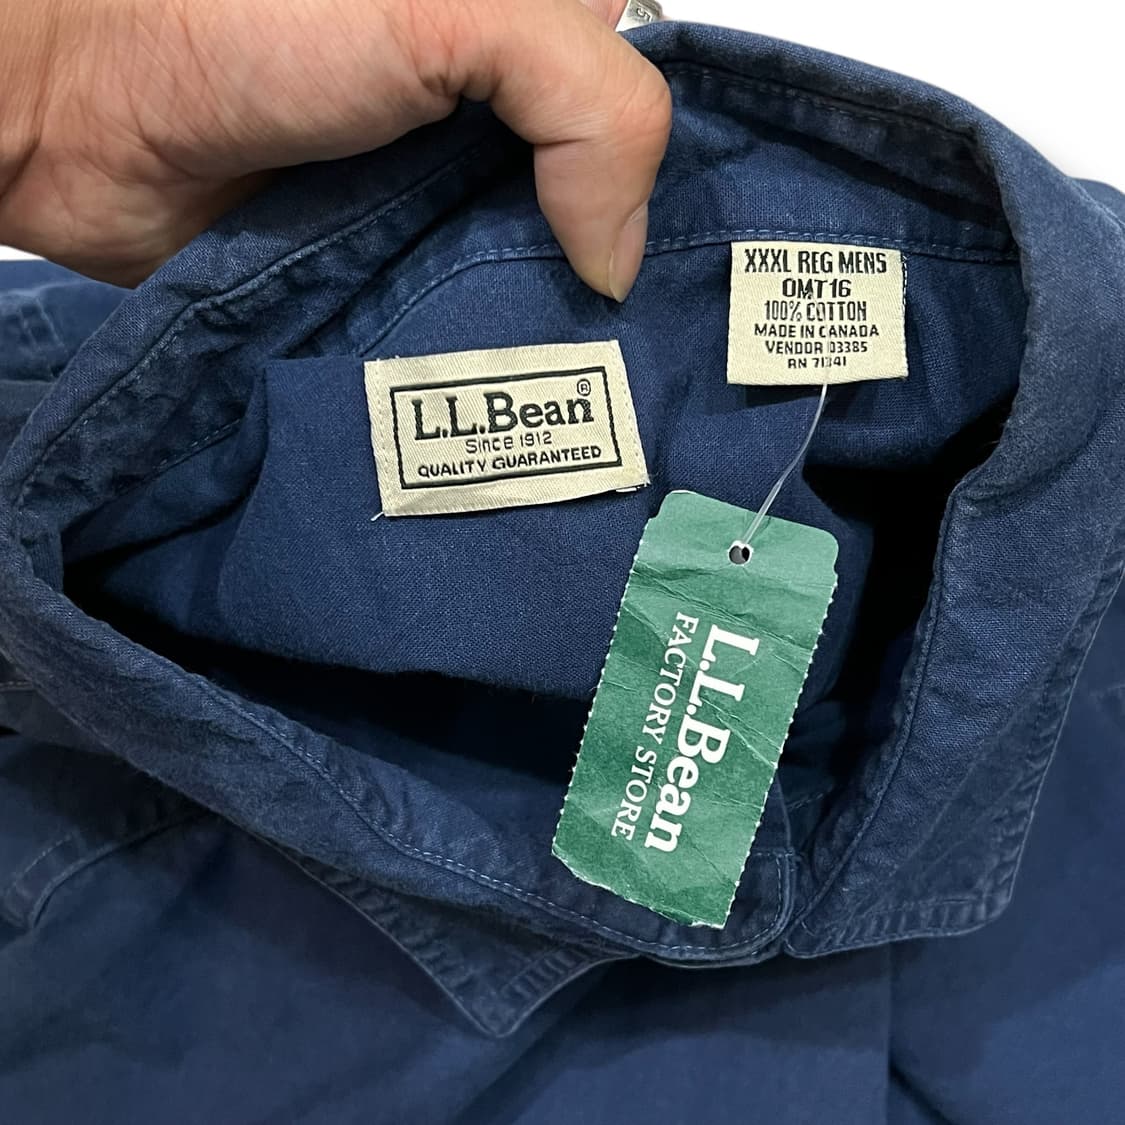 L.L.Bean®
Since 1912
QUALITY GUARANTEED
XXXL REG MENS
OMT16
100% COTTON
MADE IN CANADA
VENDOR 03385
RN 71341
L.L.Bean
FACTORY STORE